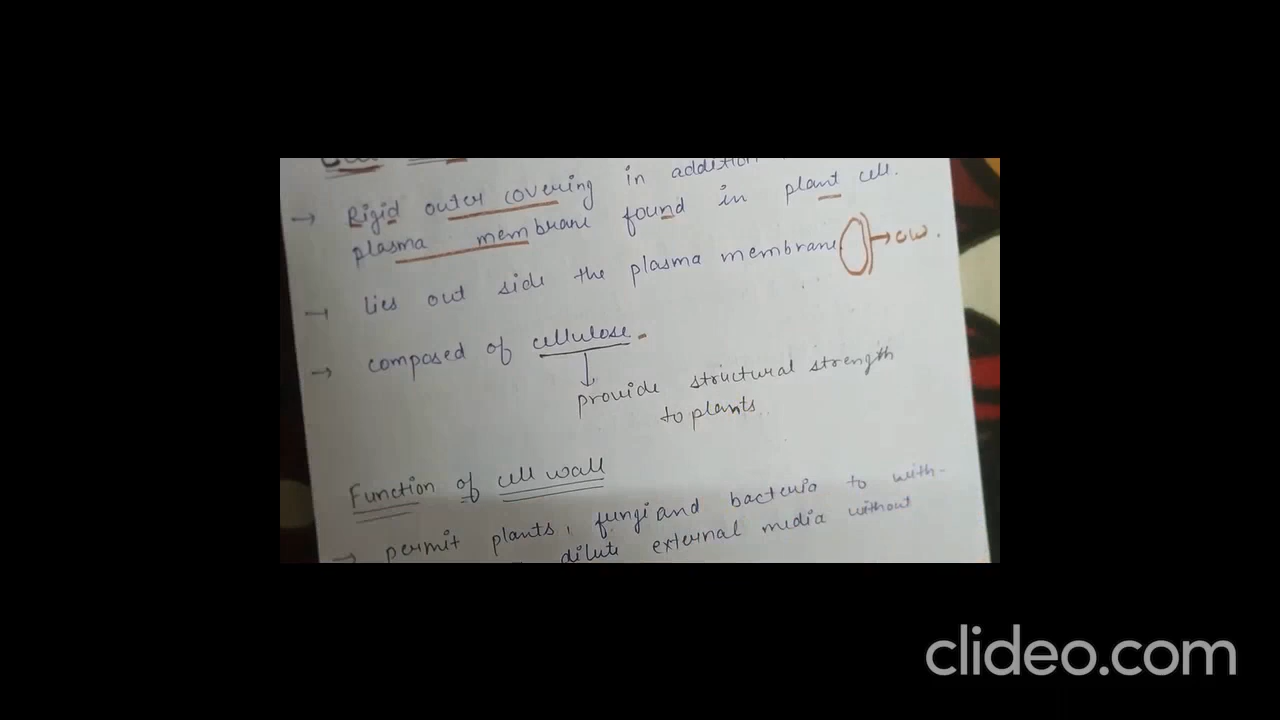 → Rigid outer covering in addition
plasma membrane found in plant cell.
→ lies out side the plasma membrane → CW.
→ composed of cellulose.
provide structural strength
to plants.
Function of cell wall
→ permit plants, fungi and bacteria to with-
dilute external media without
clideo.com